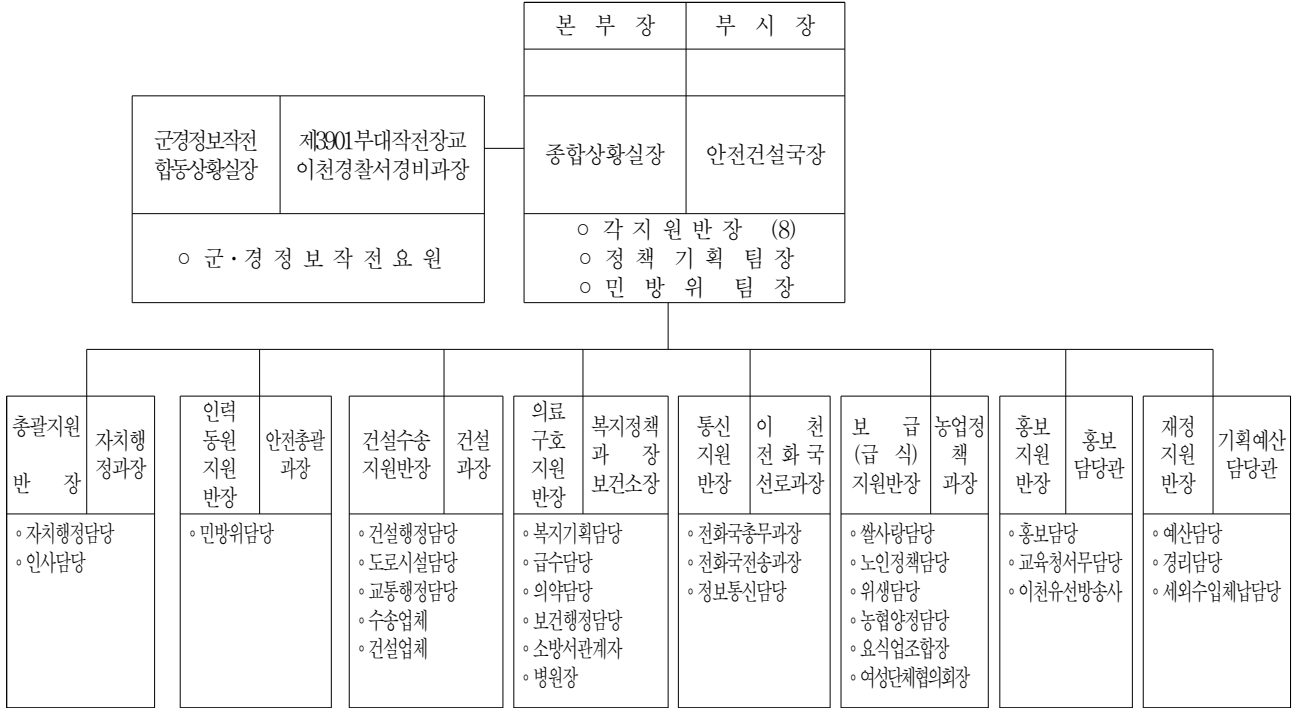 본 부 장 부 시 장
군경정보작전 제3901부대작전장교 종합상황실장 안전건설국장
합동상황실장 이천경찰서경비과장
○ 군·경 정 보 작 전 요 원
○ 각 지 원 반 장 (8)
○ 정 책 기 획 팀 장
○ 민 방 위 팀 장
총괄지원
반 장
자치행
정과장
◦자치행정담당
◦인사담당
인력
동원
지원
반장
안전총괄
과장
◦민방위담당
건설수송
지원반장
건설
과장
◦건설행정담당
◦도로시설담당
◦교통행정담당
◦수송업체
◦건설업체
의료
구호
지원
반장
복지정책
과 장
보건소장
◦복지기획담당
◦급수담당
◦의약담당
◦보건행정담당
◦소방서관계자
◦병원장
통신
지원
반장
이 천
전 화 국
선로과장
◦전화국총무과장
◦전화국전송과장
◦정보통신담당
보 급
(급 식)
지원반장
농업정
책
과장
◦쌀사랑담당
◦노인정책담당
◦위생담당
◦농협양정담당
◦요식업조합장
◦여성단체협의회장
홍보
지원
반장
홍보
담당관
◦홍보담당
◦교육청서무담당
◦이천유선방송사
재정
지원
반장
기획예산
담당관
◦예산담당
◦경리담당
◦세외수입체납담당